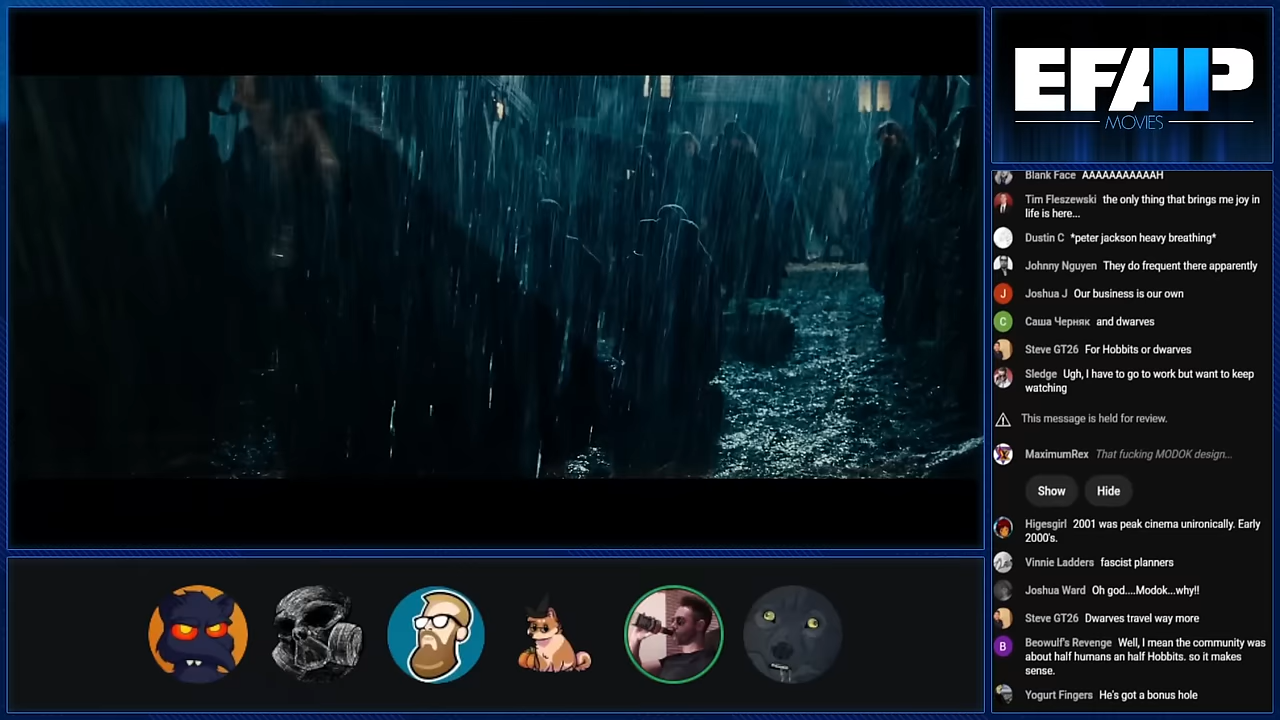 EFAP
MOVIES
Blank Face AAAAAAAAAAAH
Tim Fleszewski the only thing that brings me joy in
life is here...
Dustin C *peter jackson heavy breathing*
Johnny Nguyen They do frequent there apparently
J
Joshua J Our business is our own
C
Саша Черняк and dwarves
Steve GT26 For Hobbits or dwarves
Sledge Ugh, I have to go to work but want to keep
watching
This message is held for review.
MaximumRex That fucking MODOK design...
Show Hide
Higesgirl 2001 was peak cinema unironically. Early
2000's.
Vinnie Ladders fascist planners
Joshua Ward Oh god....Modok...why!!
Steve GT26 Dwarves travel way more
B
Beowulf's Revenge Well, I mean the community was
about half humans an half Hobbits. so it makes
sense.
Yogurt Fingers He's got a bonus hole